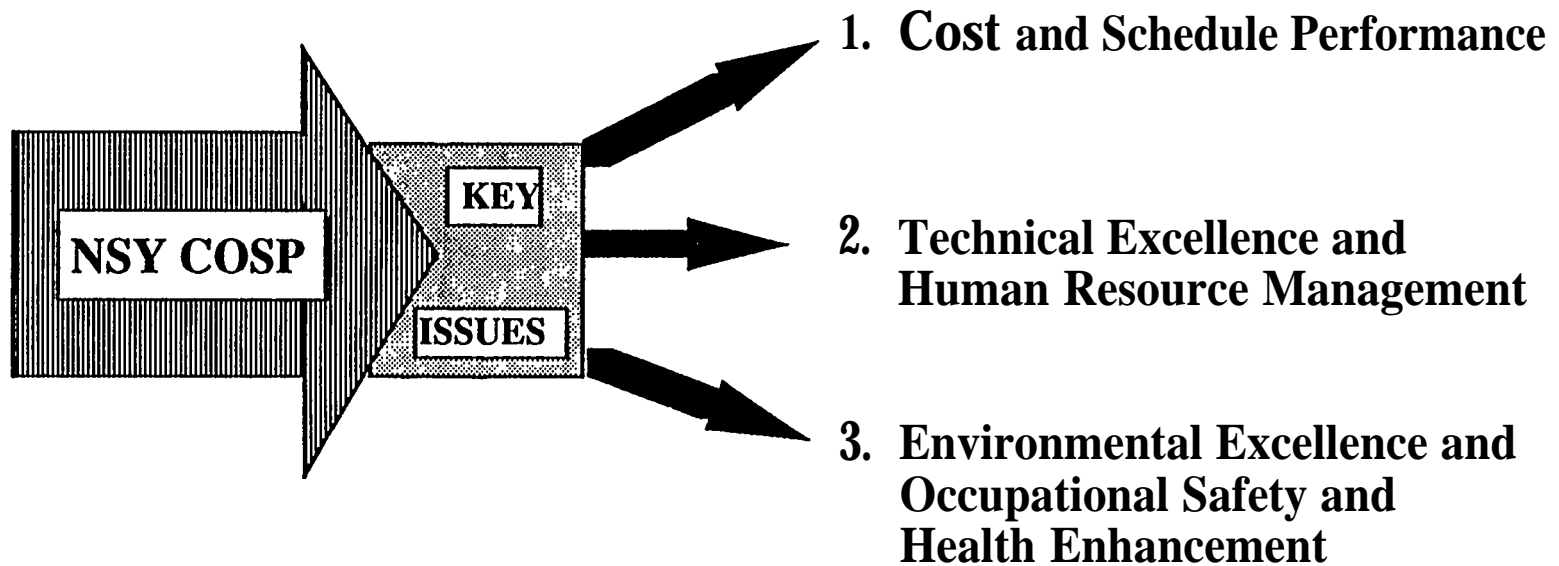 NSY COSP
KEY
ISSUES
1. Cost and Schedule Performance
2. Technical Excellence and
Human Resource Management
3. Environmental Excellence and
Occupational Safety and
Health Enhancement